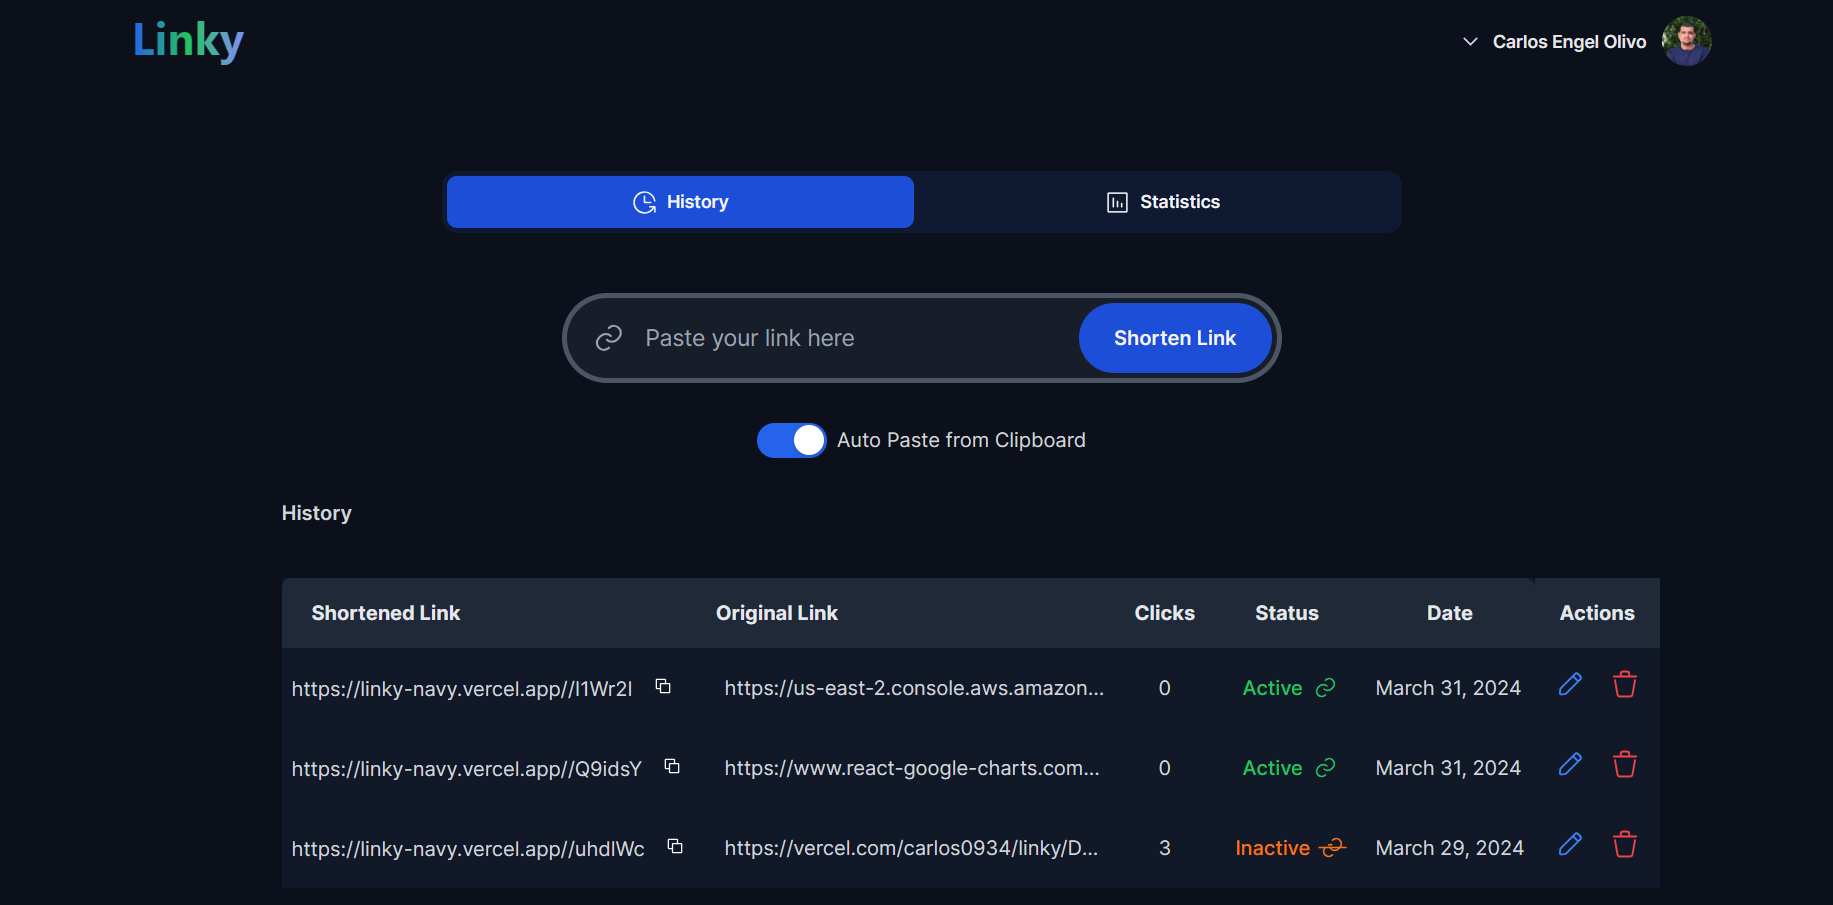 Linky
Carlos Engel Olivo
History
Statistics
Paste your link here
Shorten Link
Auto Paste from Clipboard
History
Shortened Link Original Link Clicks Status Date Actions
https://linky-navy.vercel.app//I1Wr2I https://us-east-2.console.aws.amazon... 0 Active March 31, 2024
https://linky-navy.vercel.app//Q9idsY https://www.react-google-charts.com... 0 Active March 31, 2024
https://linky-navy.vercel.app//uhdlWc https://vercel.com/carlos0934/linky/D... 3 Inactive March 29, 2024